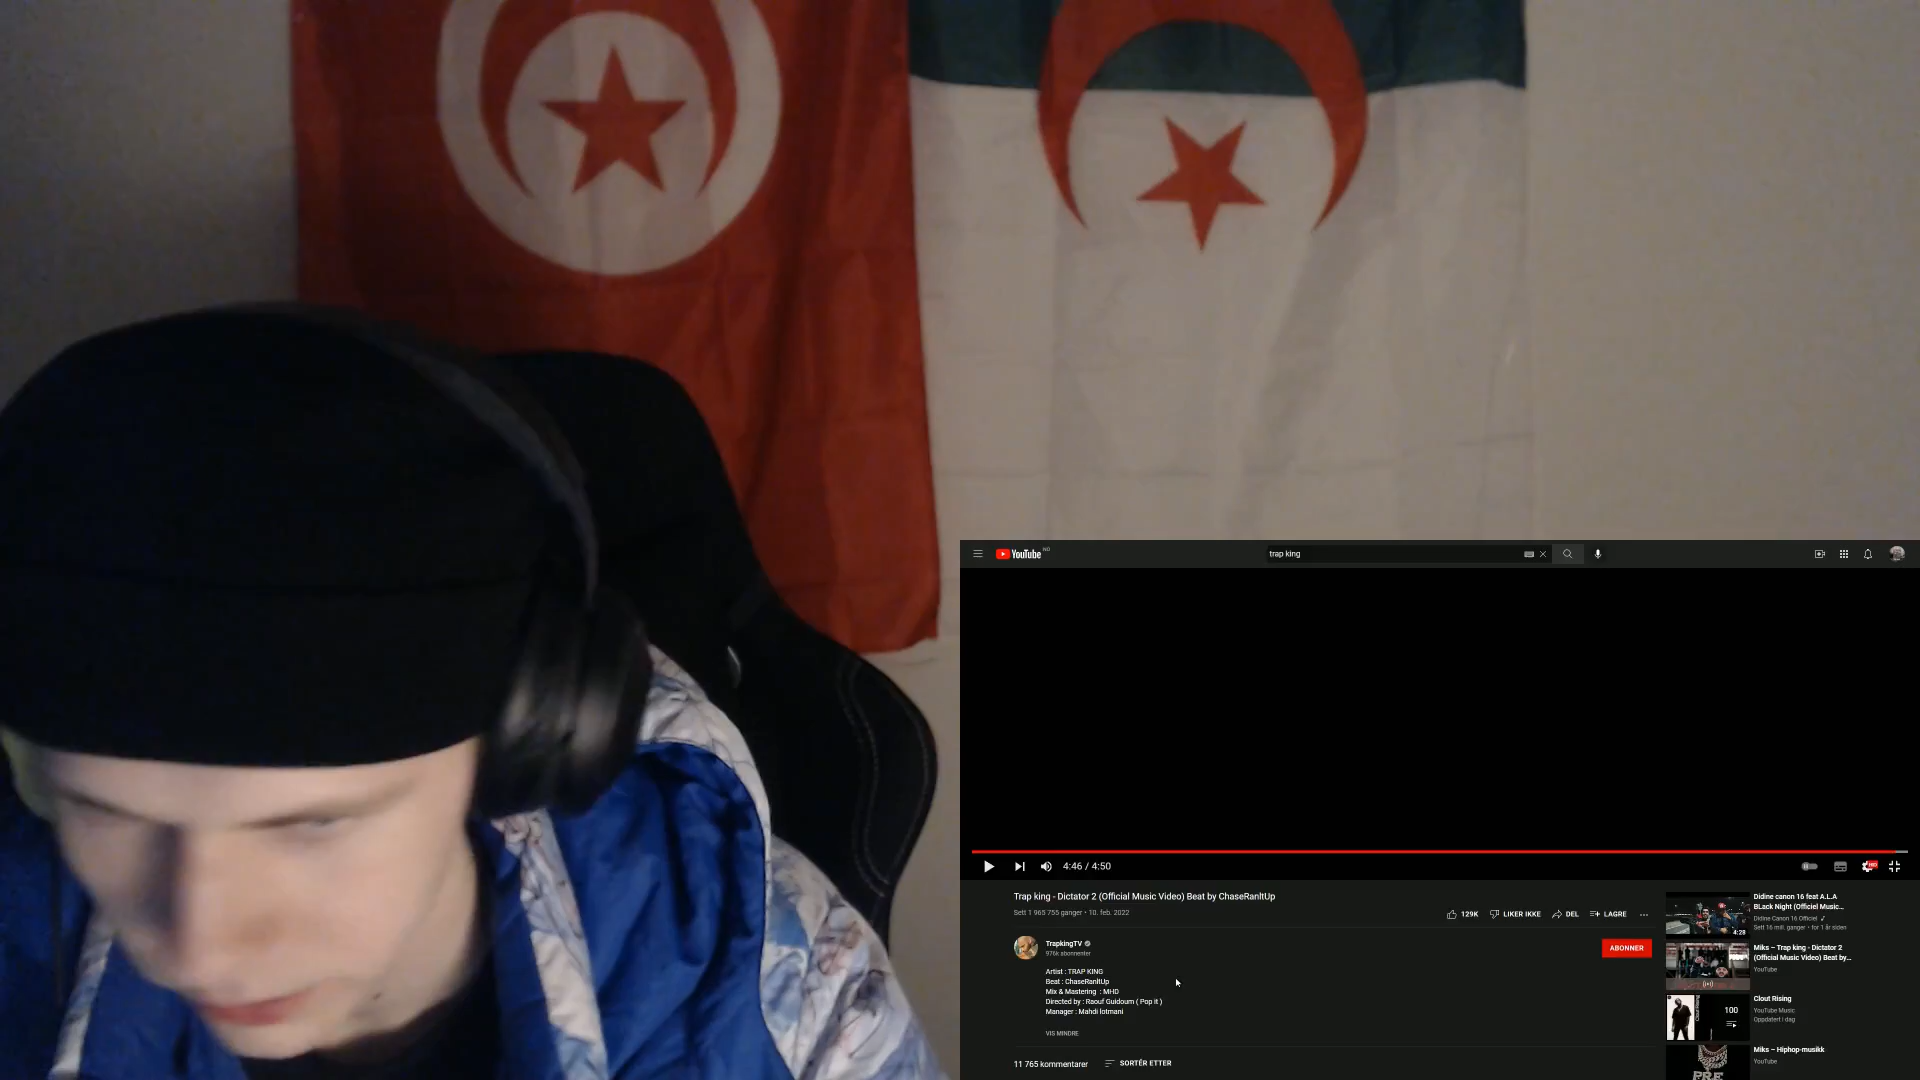 YouTube NO
trap king
4:46 / 4:50
Trap king - Dictator 2 (Official Music Video) Beat by ChaseRanItUp
Sett 1 965 755 ganger • 10. feb. 2022
129K
LIKER IKKE
DEL
LAGRE
TrapkingTV
976k abonnenter
ABONNER
Artist : TRAP KING
Beat : ChaseRanItUp
Mix & Mastering : MHD
Directed by : Raouf Guidoum ( Pop it )
Manager : Mahdi lotmani
VIS MINDRE
11 765 kommentarer
SORTÉR ETTER
4:28
Didine canon 16 feat A.L.A
BLack Night (Officiel Music...
Didine Canon 16 Officiel
Sett 16 mill. ganger • for 1 år siden
Miks – Trap king - Dictator 2
(Official Music Video) Beat by...
YouTube
100
Clout Rising
YouTube Music
Oppdatert i dag
PRE
Miks – Hiphop-musikk
YouTube